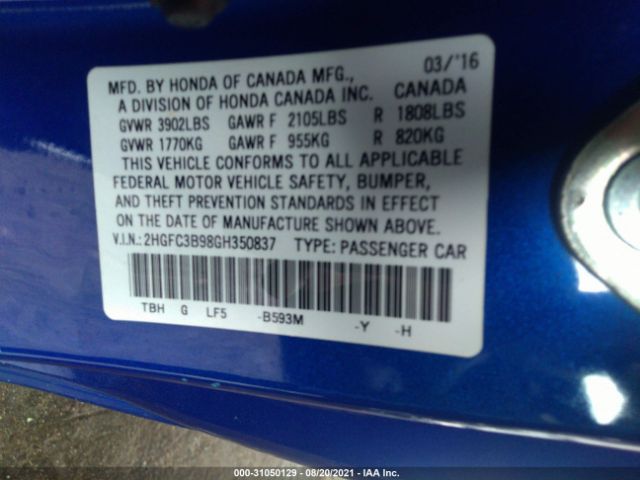 03/'16
MFD. BY HONDA OF CANADA MFG., CANADA
A DIVISION OF HONDA CANADA INC.
GVWR 3902LBS GAWR F 2105LBS R 1808LBS
GVWR 1770KG GAWR F 955KG R 820KG
THIS VEHICLE CONFORMS TO ALL APPLICABLE
FEDERAL MOTOR VEHICLE SAFETY, BUMPER,
AND THEFT PREVENTION STANDARDS IN EFFECT
ON THE DATE OF MANUFACTURE SHOWN ABOVE.
V.I.N.: 2HGFC3B98GH350837 TYPE: PASSENGER CAR
TBH G LF5 -B593M -Y -H
000-31050129 - 08/20/2021 - IAA Inc.